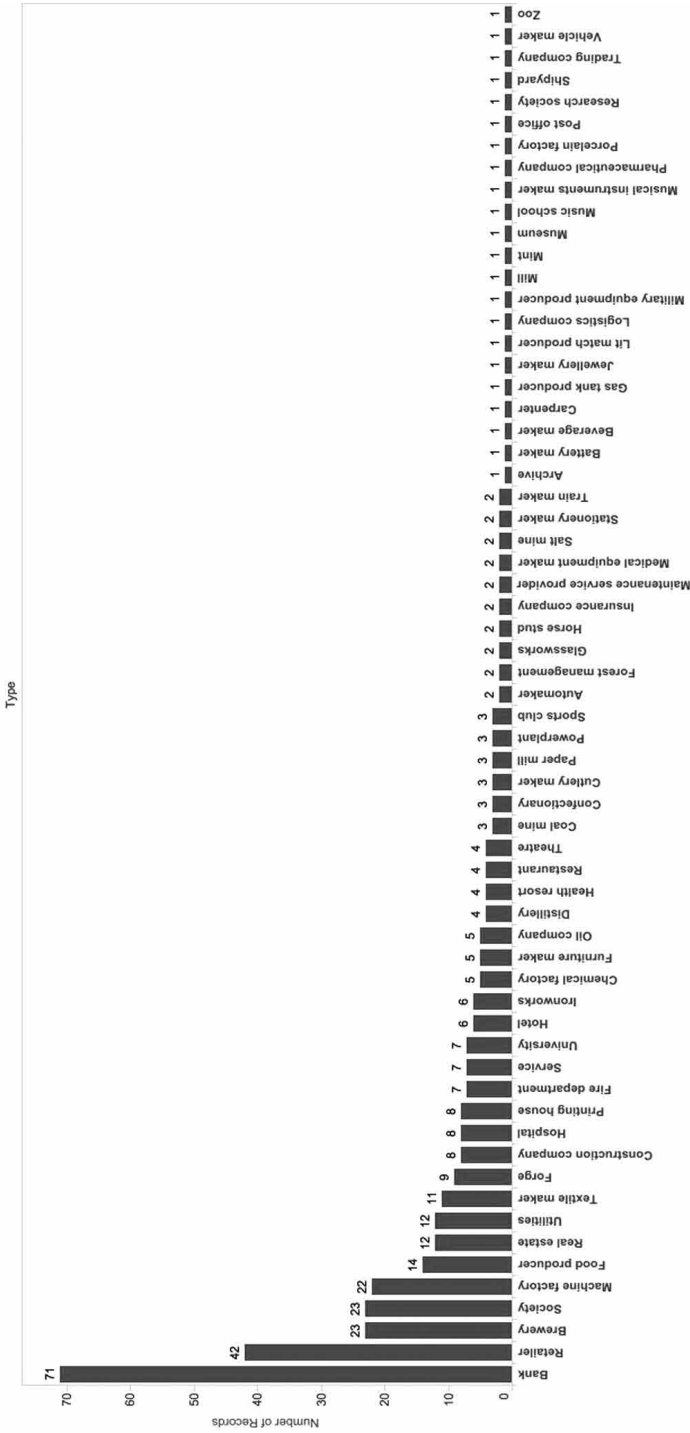 Type
Number of Records
70
60
50
40
30
20
10
0
71
Bank
42
Retailer
23
Brewery
23
Society
22
Machine factory
14
Food producer
12
Real estate
12
Utilities
11
Textile maker
9
Forge
8
Construction company
8
Hospital
8
Printing house
7
Fire department
7
Service
7
University
6
Hotel
6
Ironworks
5
Chemical factory
5
Furniture maker
5
Oil company
4
Distillery
4
Health resort
4
Restaurant
4
Theatre
3
Coal mine
3
Confectionary
3
Cutlery maker
3
Paper mill
3
Powerplant
3
Sports club
2
Automaker
2
Forest management
2
Glassworks
2
Horse stud
2
Insurance company
2
Maintenance service provider
2
Medical equipment maker
2
Salt mine
2
Stationery maker
2
Train maker
1
Archive
1
Battery maker
1
Beverage maker
1
Carpenter
1
Gas tank producer
1
Jewellery maker
1
Lit match producer
1
Logistics company
1
Military equipment producer
1
Mill
1
Mint
1
Museum
1
Music school
1
Musical instruments maker
1
Pharmaceutical company
1
Porcelain factory
1
Post office
1
Research society
1
Shipyard
1
Trading company
1
Vehicle maker
1
Zoo